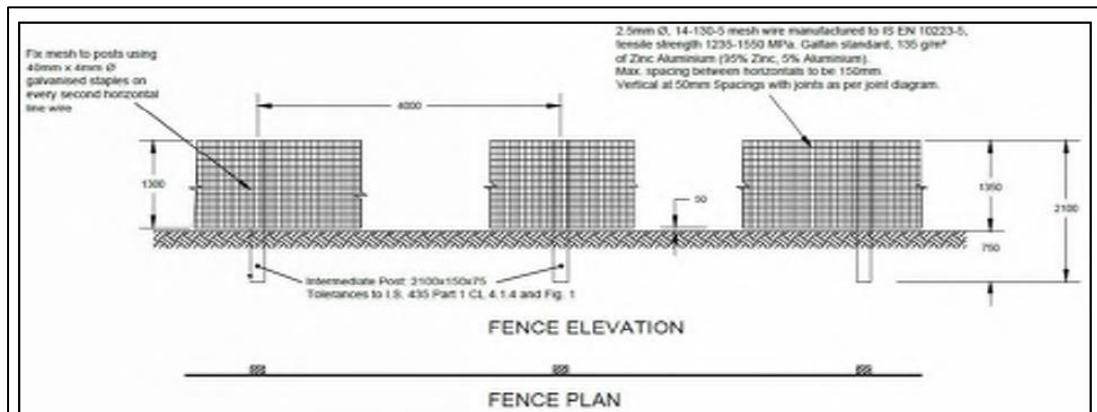 Fix mesh to posts using
40mm x 4mm Ø
galvanised staples on
every second horizontal
line wire
2.5mm Ø, 14-130-5 mesh wire manufactured to IS EN 10223-5,
tensile strength 1235-1550 MPa. Galfan standard, 135 g/m²
of Zinc Aluminium (95% Zinc, 5% Aluminium).
Max. spacing between horizontals to be 150mm.
Vertical at 50mm Spacings with joints as per joint diagram.
4000
1300
50
1350
2100
750
Intermediate Post: 2100x150x75
Tolerances to I.S. 435 Part 1 CL 4.1.4 and Fig. 1
FENCE ELEVATION
FENCE PLAN